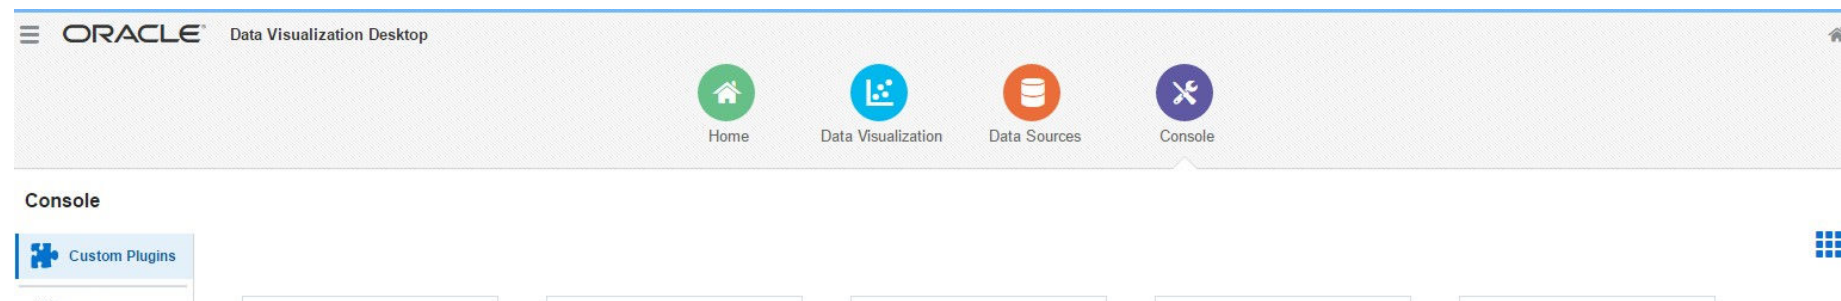 ORACLE Data Visualization Desktop
Home Data Visualization Data Sources Console
Console
Custom Plugins